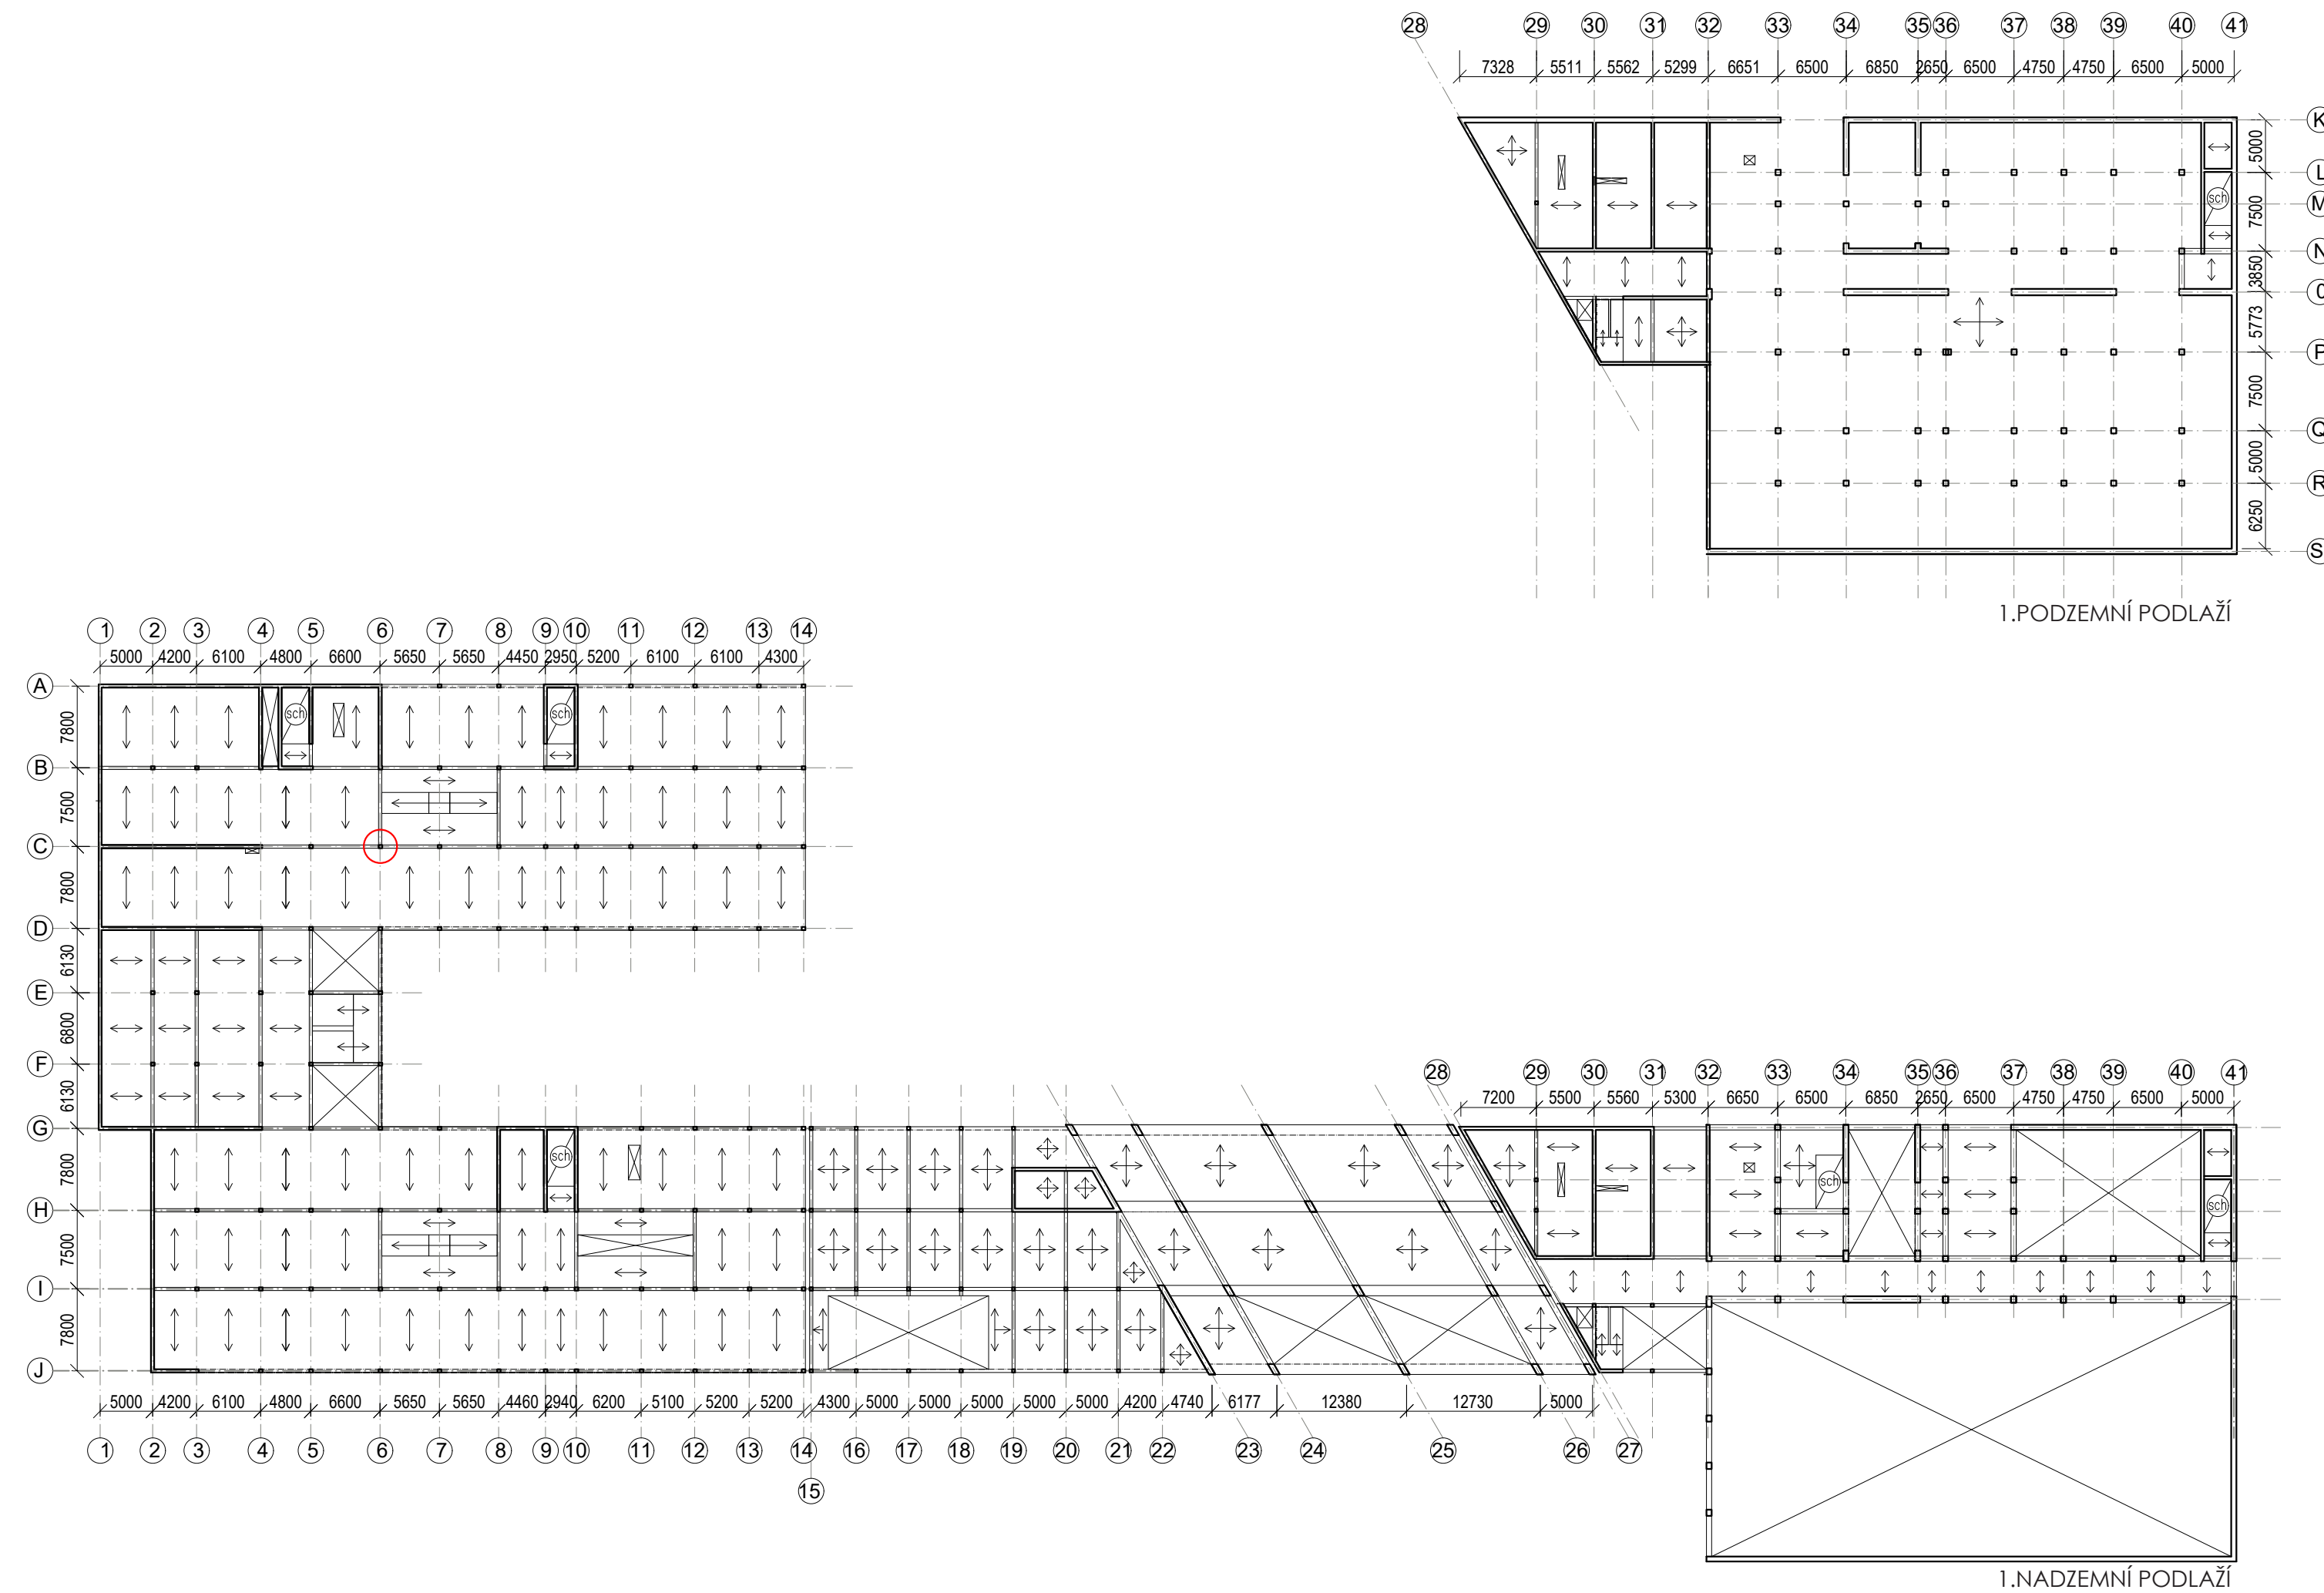 28 29 30 31 32 33 34 35 36 37 38 39 40 41
7328 5511 5562 5299 6651 6500 6850 2650 6500 4750 4750 6500 5000
K
5000
L
sch
M
7500
N
3850
O
5773
P
7500
Q
5000
R
6250
S
1.PODZEMNÍ PODLAŽÍ
1 2 3 4 5 6 7 8 9 10 11 12 13 14
5000 4200 6100 4800 6600 5650 5650 4450 2950 5200 6100 6100 4300
A
7800 sch sch
B
7500
C
7800
D
6130
E
6800
F
6130
28 29 30 31 32 33 34 35 36 37 38 39 40 41
7200 5500 5560 5300 6650 6500 6850 2650 6500 4750 4750 6500 5000
G
7800 sch sch sch
H
7500
I
7800
J
5000 4200 6100 4800 6600 5650 5650 4460 2940 6200 5100 5200 5200 4300 5000 5000 5000 5000 5000 4200 4740 6177 12380 12730 5000
1 2 3 4 5 6 7 8 9 10 11 12 13 14 16 17 18 19 20 21 22 23 24 25 26 27
15
1.NADZEMNÍ PODLAŽÍ